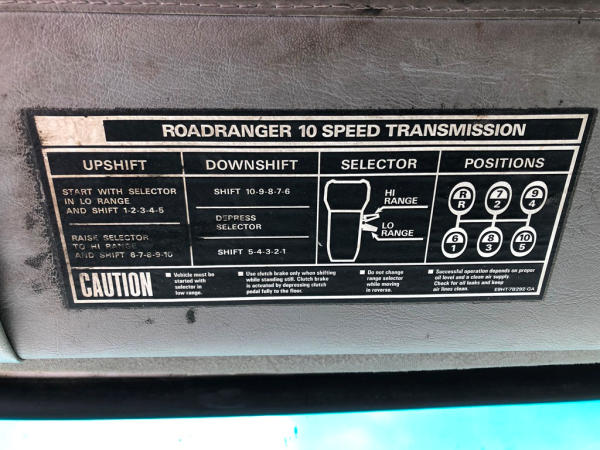 ROADRANGER 10 SPEED TRANSMISSION
UPSHIFT
START WITH SELECTOR
IN LO RANGE
AND SHIFT 1-2-3-4-5
RAISE SELECTOR
TO HI RANGE
AND SHIFT 6-7-8-9-10
DOWNSHIFT
SHIFT 10-9-8-7-6
DEPRESS
SELECTOR
SHIFT 5-4-3-2-1
SELECTOR
HI
RANGE
LO
RANGE
POSITIONS
R 7 9
R 2 4
6 8 10
1 3 5
CAUTION
■ Vehicle must be
started with
selector in
low range.
■ Use clutch brake only when shifting
while standing still. Clutch brake
is actuated by depressing clutch
pedal fully to the floor.
■ Do not change
range selector
while moving
in reverse.
■ Successful operation depends on proper
oil level and a clean air supply.
Check for oil leaks and keep
air lines clean.
E8HT-7B292-GA